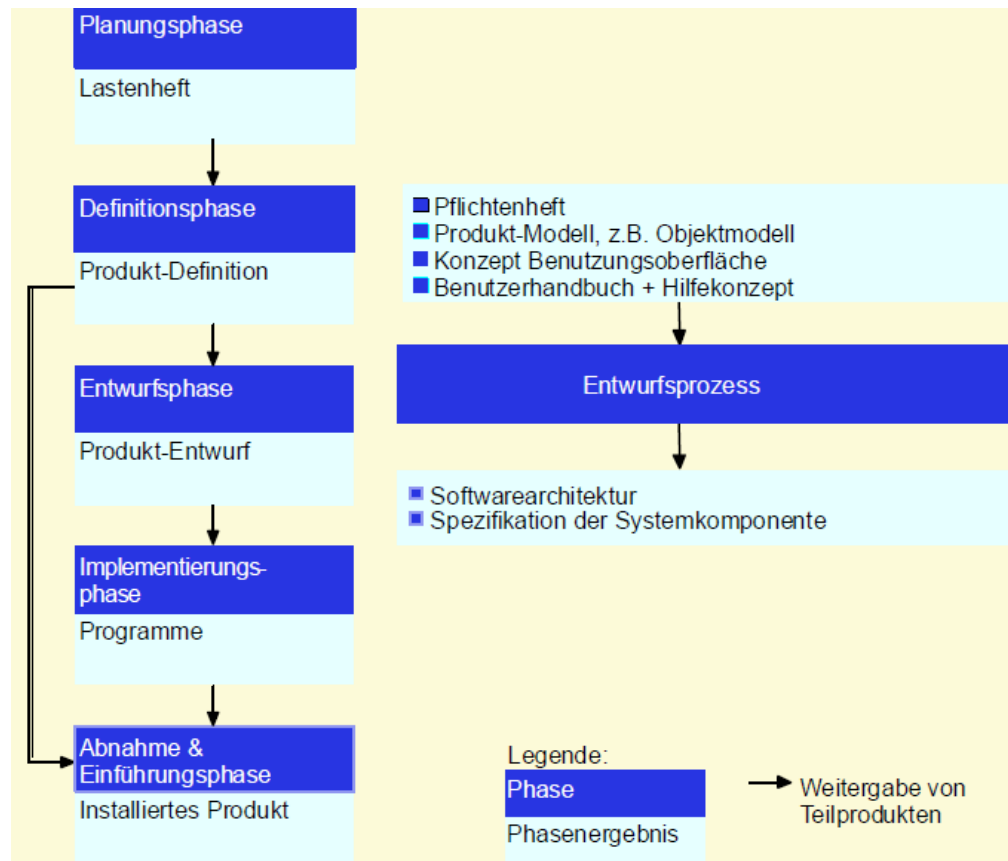 Planungsphase
Lastenheft
Definitionsphase
Produkt-Definition
Entwurfsphase
Produkt-Entwurf
Implementierungs-
phase
Programme
Abnahme &
Einführungsphase
Installiertes Produkt
Pflichtenheft
Produkt-Modell, z.B. Objektmodell
Konzept Benutzungsoberfläche
Benutzerhandbuch + Hilfekonzept
Entwurfsprozess
Softwarearchitektur
Spezifikation der Systemkomponente
Legende:
Phase
Phasenergebnis
Weitergabe von
Teilprodukten